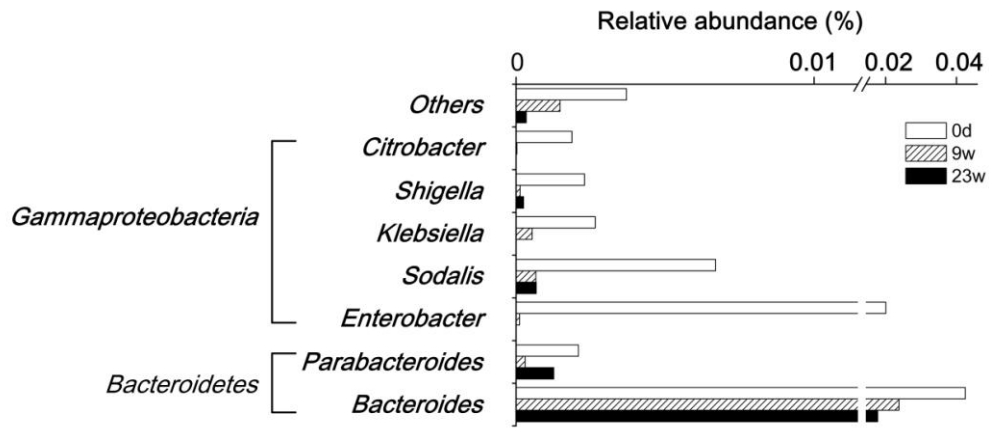 Relative abundance (%)
0 0.01 0.02 0.04
Others
Citrobacter
Shigella
Klebsiella
Sodalis
Enterobacter
Parabacteroides
Bacteroides
Gammaproteobacteria
Bacteroidetes
0d
9w
23w